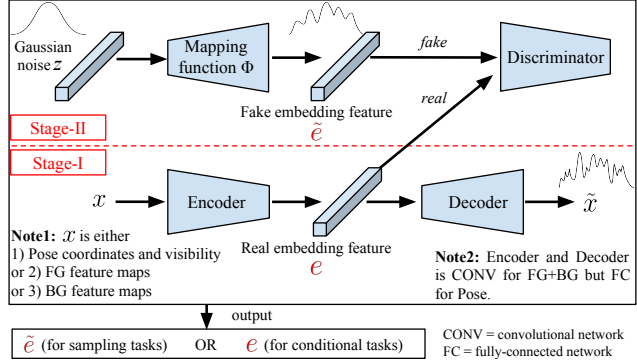 Gaussian
noise z
Mapping
function Φ
fake
Discriminator
Fake embedding feature
ẽ
real
Stage-II
Stage-I
x
Encoder
Decoder
x̃
Real embedding feature
e
Note1: x is either
1) Pose coordinates and visibility
or 2) FG feature maps
or 3) BG feature maps
Note2: Encoder and Decoder
is CONV for FG+BG but FC
for Pose.
output
ẽ (for sampling tasks) OR e (for conditional tasks)
CONV = convolutional network
FC = fully-connected network